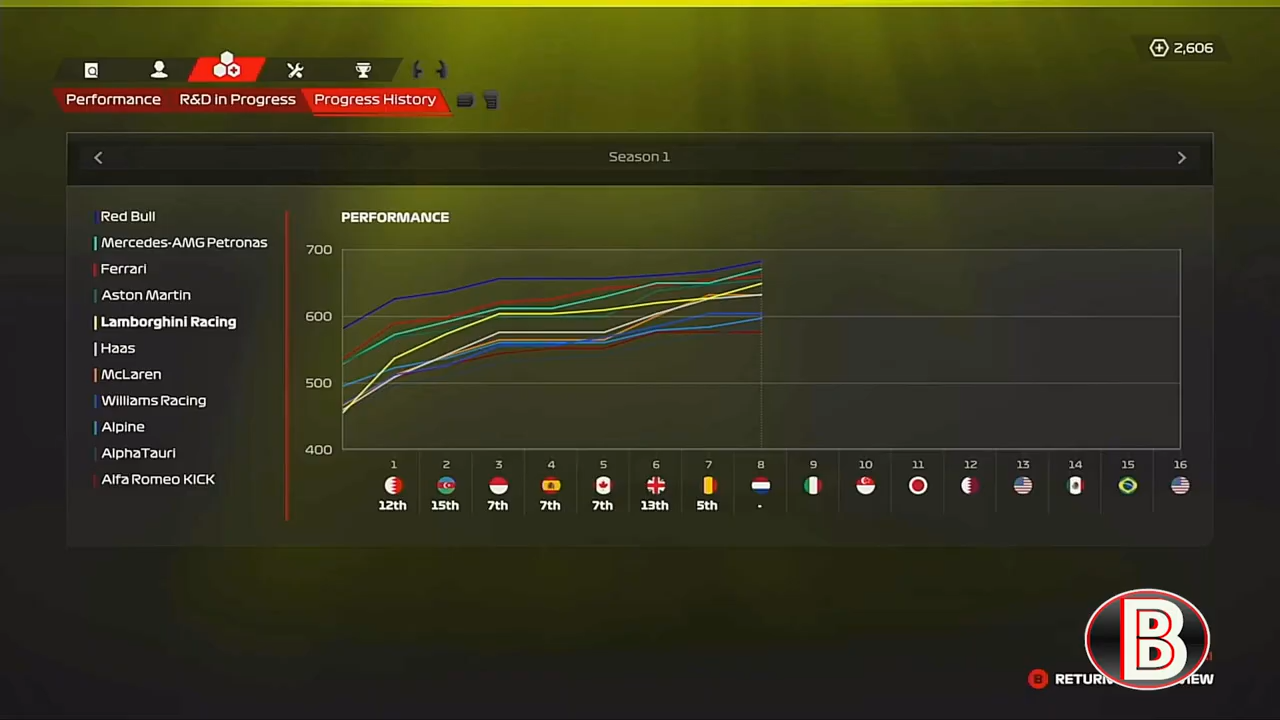 2,606
Performance R&D in Progress Progress History
Season 1
Red Bull
Mercedes-AMG Petronas
Ferrari
Aston Martin
Lamborghini Racing
Haas
McLaren
Williams Racing
Alpine
AlphaTauri
Alfa Romeo KICK
PERFORMANCE
700
600
500
400
1 2 3 4 5 6 7 8 9 10 11 12 13 14 15 16
12th 15th 7th 7th 7th 13th 5th -
B
B RETURN